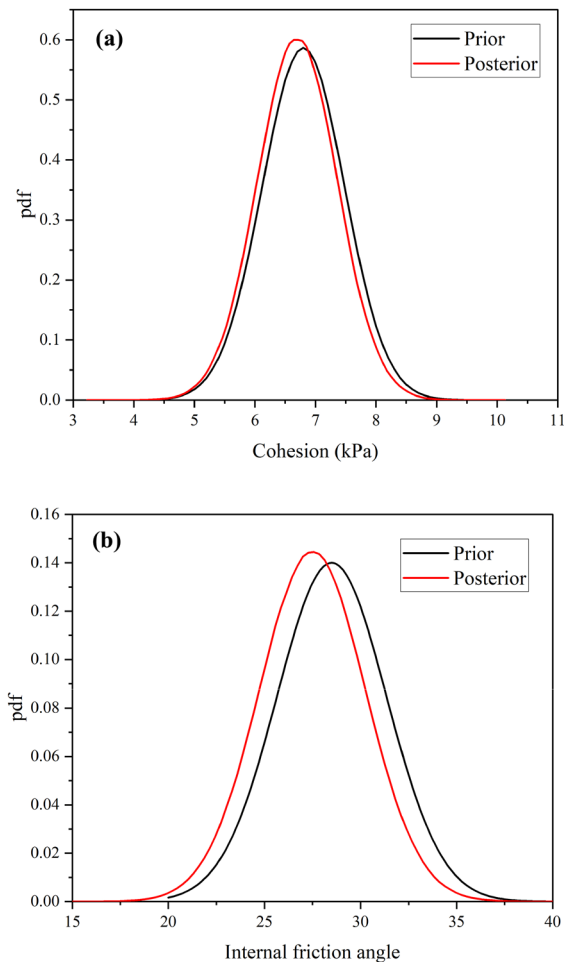 (a)
Prior
Posterior
0.6
0.5
0.4
0.3
0.2
0.1
0.0
pdf
3 4 5 6 7 8 9 10 11
Cohesion (kPa)
(b)
Prior
Posterior
0.16
0.14
0.12
0.10
0.08
0.06
0.04
0.02
0.00
pdf
15 20 25 30 35 40
Internal friction angle